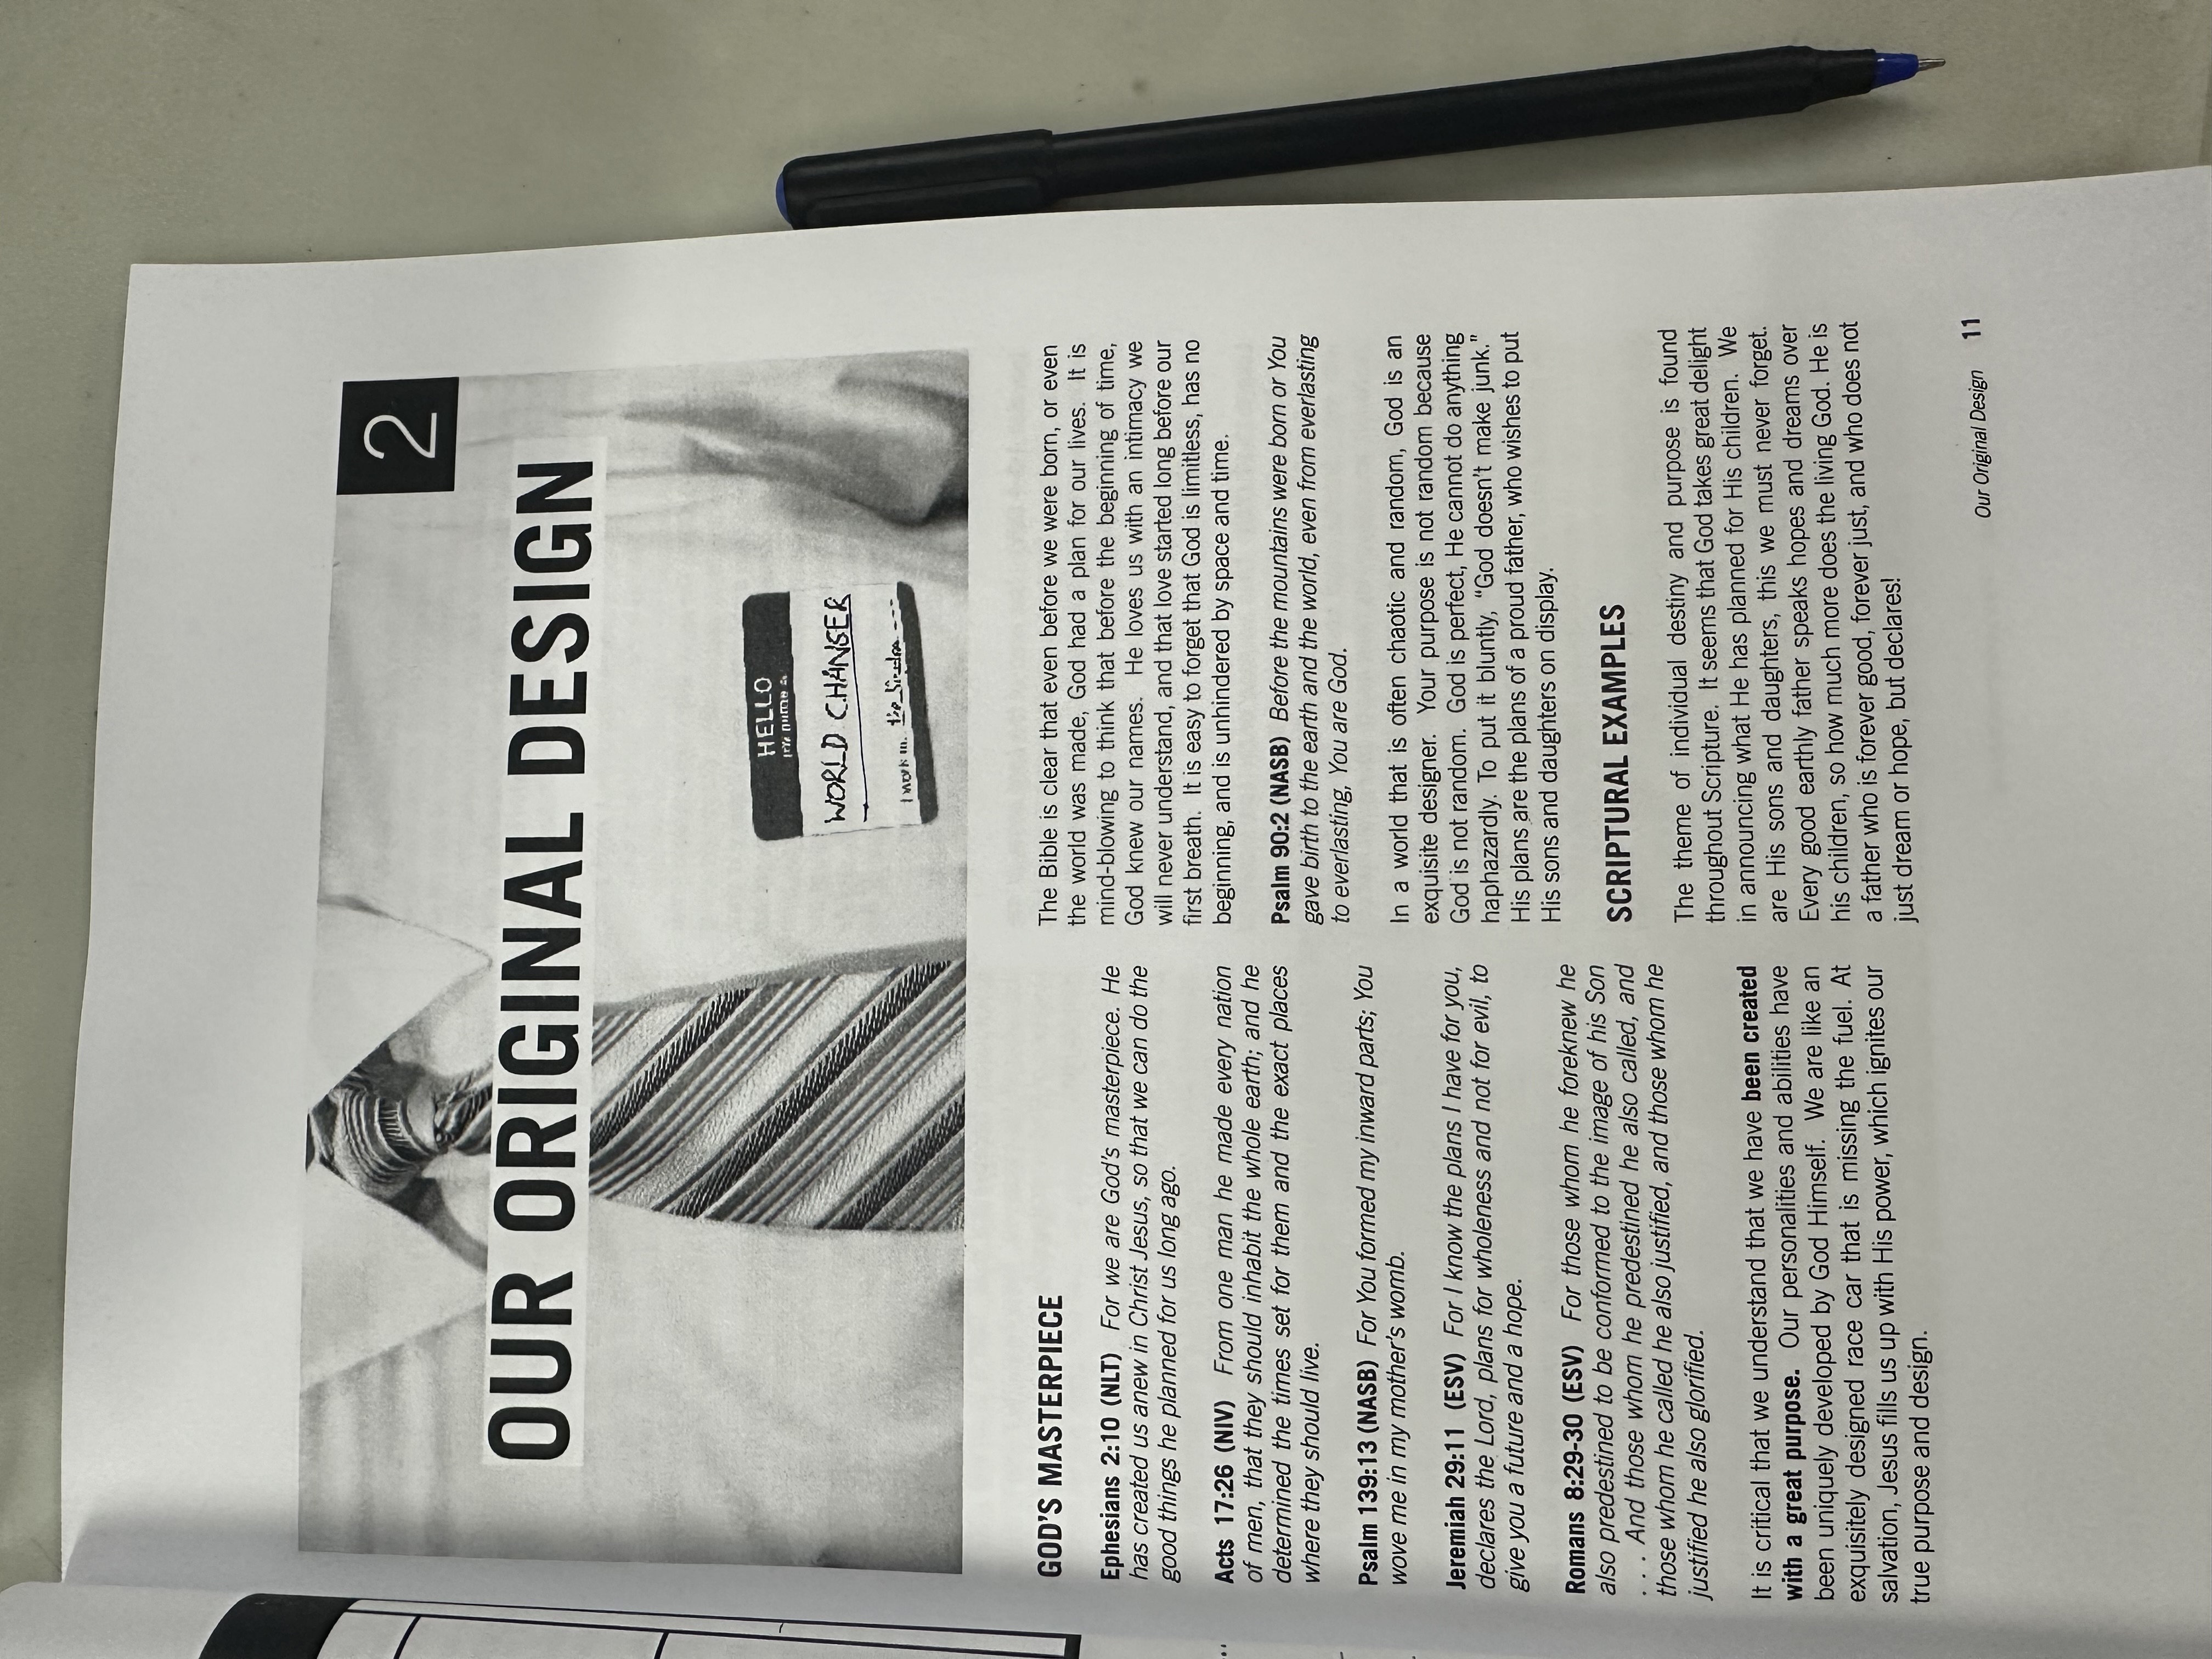 2
OUR ORIGINAL DESIGN
HELLO
my name is
WORLD CHANGER
I work in
GOD'S MASTERPIECE
Ephesians 2:10 (NLT) For we are God's masterpiece. He
has created us anew in Christ Jesus, so that we can do the
good things he planned for us long ago.
Acts 17:26 (NIV) From one man he made every nation
of men, that they should inhabit the whole earth; and he
determined the times set for them and the exact places
where they should live.
Psalm 139:13 (NASB) For You formed my inward parts; You
wove me in my mother's womb.
Jeremiah 29:11 (ESV) For I know the plans I have for you,
declares the Lord, plans for wholeness and not for evil, to
give you a future and a hope.
Romans 8:29-30 (ESV) For those whom he foreknew he
also predestined to be conformed to the image of his Son
. . . And those whom he predestined he also called, and
those whom he called he also justified, and those whom he
justified he also glorified.
It is critical that we understand that we have been created
with a great purpose. Our personalities and abilities have
been uniquely developed by God Himself. We are like an
exquisitely designed race car that is missing the fuel. At
salvation, Jesus fills us up with His power, which ignites our
true purpose and design.
The Bible is clear that even before we were born, or even
the world was made, God had a plan for our lives. It is
mind-blowing to think that before the beginning of time,
God knew our names. He loves us with an intimacy we
will never understand, and that love started long before our
first breath. It is easy to forget that God is limitless, has no
beginning, and is unhindered by space and time.
Psalm 90:2 (NASB) Before the mountains were born or You
gave birth to the earth and the world, even from everlasting
to everlasting, You are God.
In a world that is often chaotic and random, God is an
exquisite designer. Your purpose is not random because
God is not random. God is perfect, He cannot do anything
haphazardly. To put it bluntly, “God doesn't make junk.”
His plans are the plans of a proud father, who wishes to put
His sons and daughters on display.
SCRIPTURAL EXAMPLES
The theme of individual destiny and purpose is found
throughout Scripture. It seems that God takes great delight
in announcing what He has planned for His children. We
are His sons and daughters, this we must never forget.
Every good earthly father speaks hopes and dreams over
his children, so how much more does the living God. He is
a father who is forever good, forever just, and who does not
just dream or hope, but declares!
Our Original Design 11